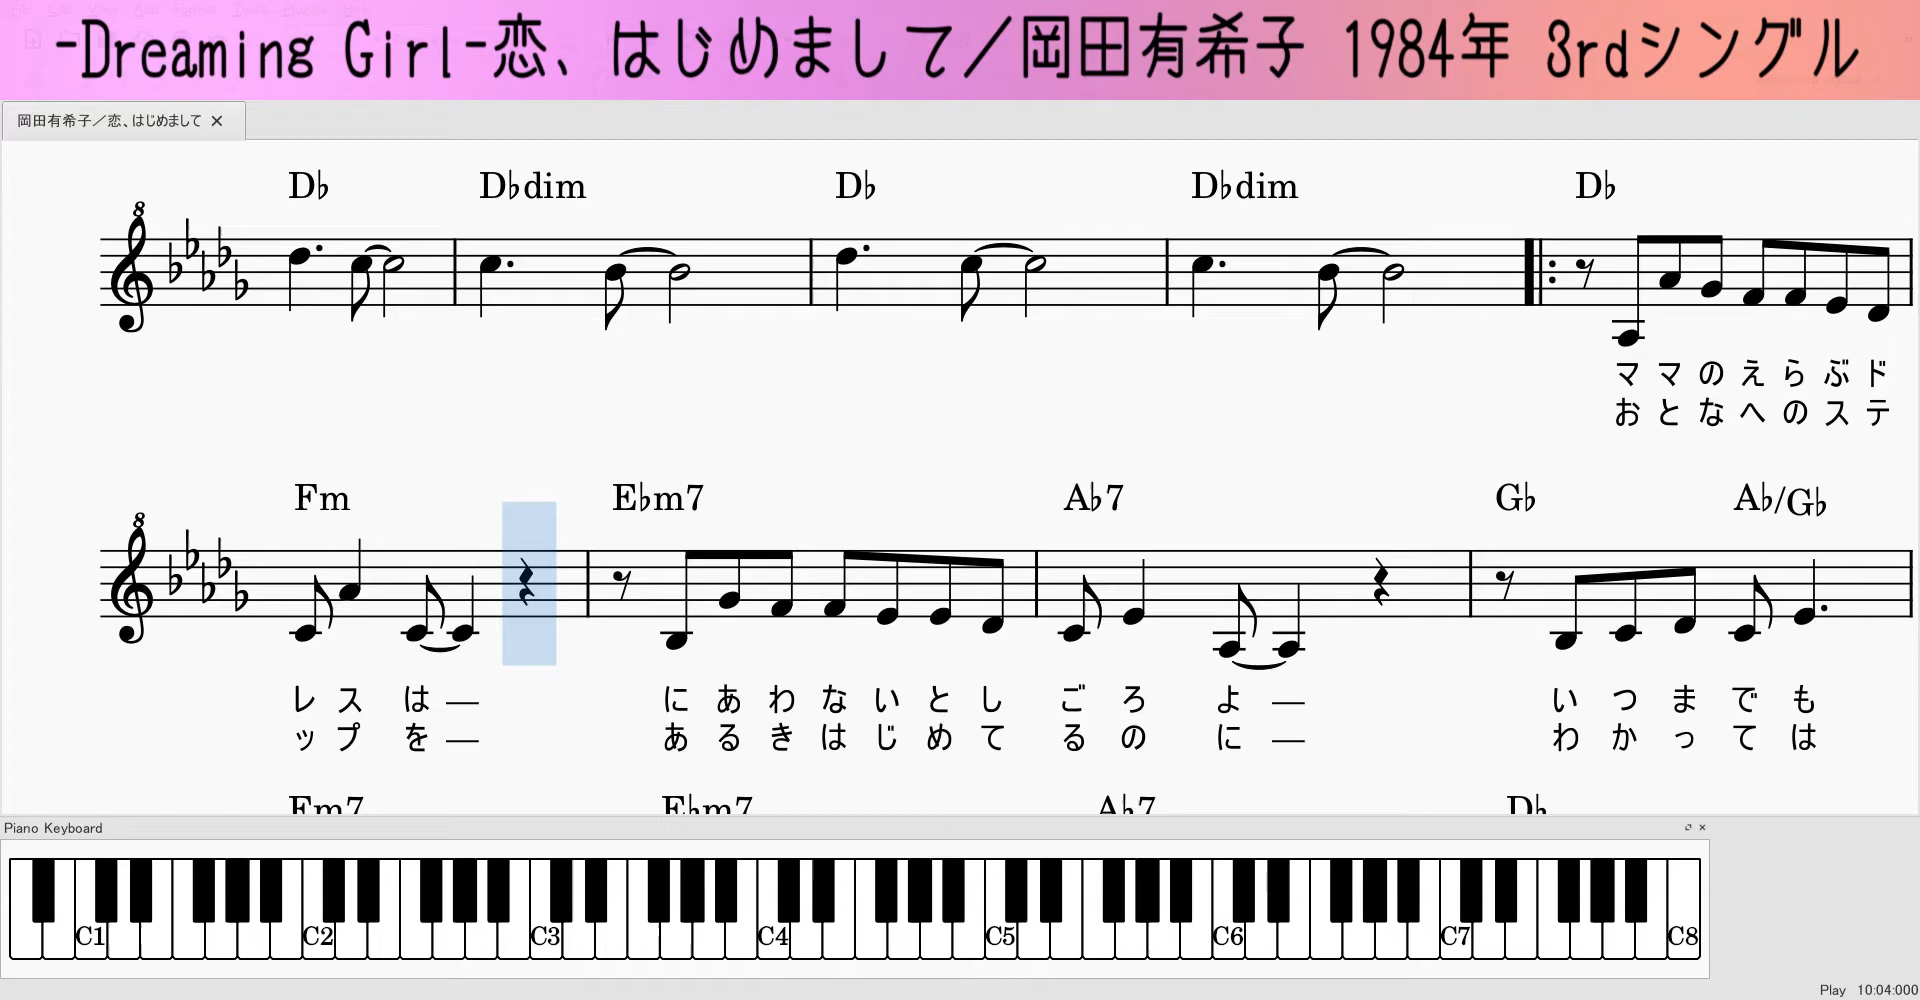 -Dreaming Girl-恋、はじめまして／岡田有希子 1984年 3rdシングル
岡田有希子／恋、はじめまして ×
D♭ D♭dim D♭ D♭dim D♭
8
ママのえらぶド
おとなへのステ
Fm E♭m7 A♭7 G♭ A♭/G♭
8
レスは— にあわないとし ごろ よ— いつまでも
ップを— あるきはじめて るの に— わかっては
Fm7 E♭m7 A♭7 D♭
Piano Keyboard
C1 C2 C3 C4 C5 C6 C7 C8
Play 10:04:000